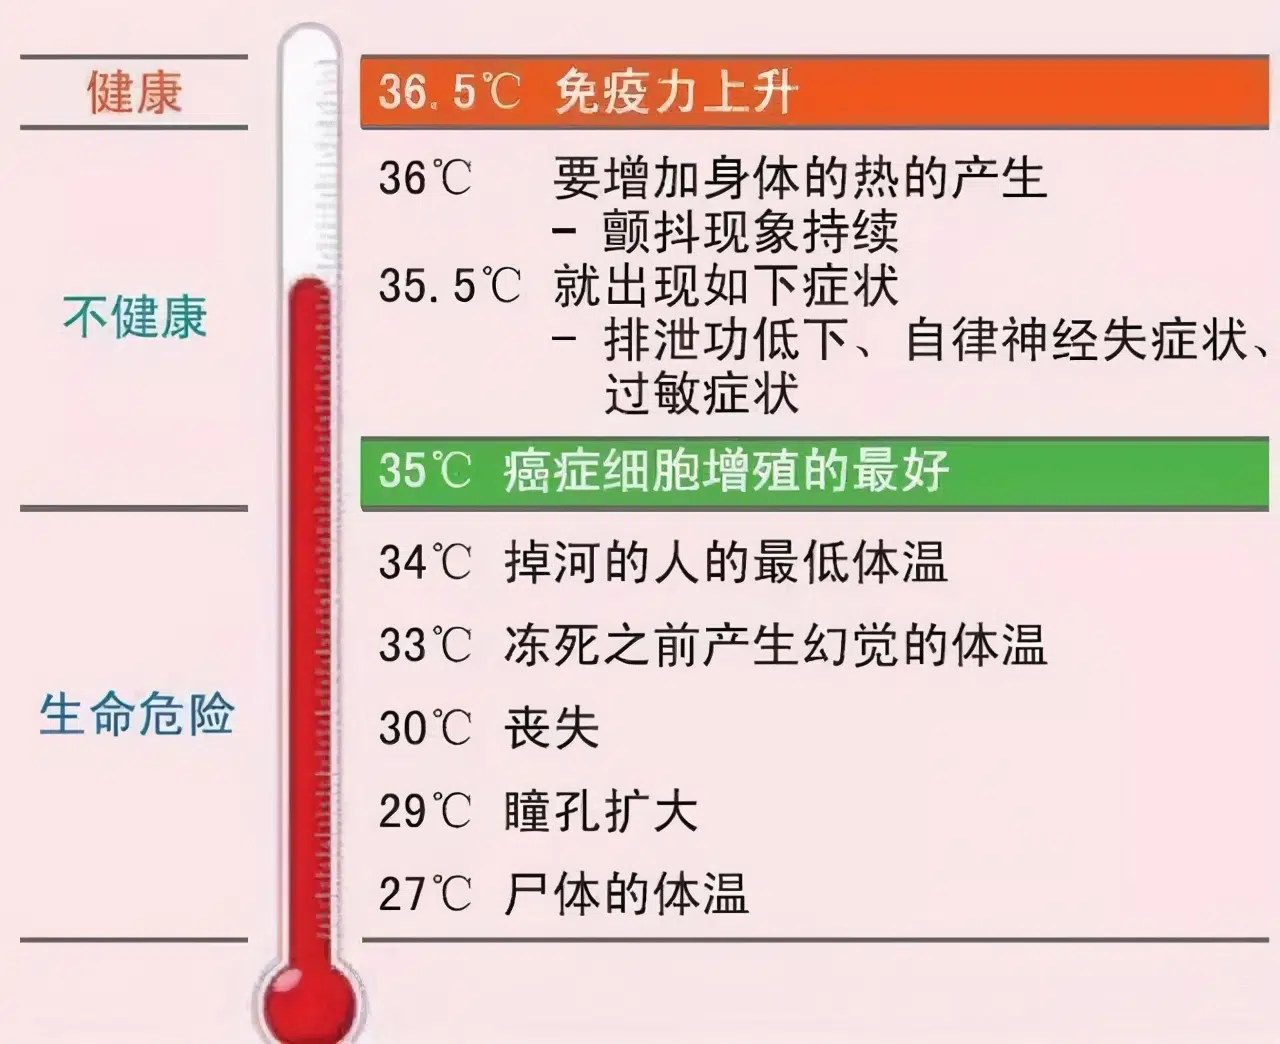 健康
36.5℃ 免疫力上升
不健康
36℃ 要增加身体的热的产生
- 颤抖现象持续
35.5℃ 就出现如下症状
- 排泄功低下、自律神经失症状、
过敏症状
35℃ 癌症细胞增殖的最好
生命危险
34℃ 掉河的人的最低体温
33℃ 冻死之前产生幻觉的体温
30℃ 丧失
29℃ 瞳孔扩大
27℃ 尸体的体温